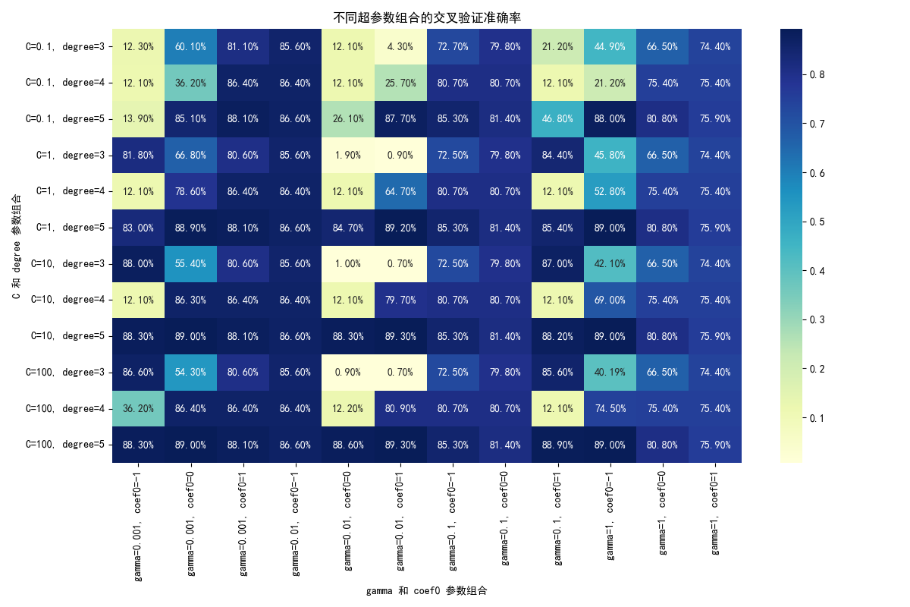 不同超参数组合的交叉验证准确率
C=0.1, degree=3 12.30% 60.10% 81.10% 85.60% 12.10% 4.30% 72.70% 79.80% 21.20% 44.90% 66.50% 74.40%
C=0.1, degree=4 12.10% 36.20% 86.40% 86.40% 12.10% 25.70% 80.70% 80.70% 12.10% 21.20% 75.40% 75.40%
C=0.1, degree=5 13.90% 85.10% 88.10% 86.60% 26.10% 87.70% 85.30% 81.40% 46.80% 88.00% 80.80% 75.90%
C=1, degree=3 81.80% 66.80% 80.60% 85.60% 1.90% 0.90% 72.50% 79.80% 84.40% 45.80% 66.50% 74.40%
C=1, degree=4 12.10% 78.60% 86.40% 86.40% 12.10% 64.70% 80.70% 80.70% 12.10% 52.80% 75.40% 75.40%
C=1, degree=5 83.00% 88.90% 88.10% 86.60% 84.70% 89.20% 85.30% 81.40% 85.40% 89.00% 80.80% 75.90%
C=10, degree=3 88.00% 55.40% 80.60% 85.60% 1.00% 0.70% 72.50% 79.80% 87.00% 42.10% 66.50% 74.40%
C=10, degree=4 12.10% 86.30% 86.40% 86.40% 12.10% 79.70% 80.70% 80.70% 12.10% 69.00% 75.40% 75.40%
C=10, degree=5 88.30% 89.00% 88.10% 86.60% 88.30% 89.30% 85.30% 81.40% 88.20% 89.00% 80.80% 75.90%
C=100, degree=3 86.60% 54.30% 80.60% 85.60% 0.90% 0.70% 72.50% 79.80% 85.60% 40.19% 66.50% 74.40%
C=100, degree=4 36.20% 86.40% 86.40% 86.40% 12.20% 80.90% 80.70% 80.70% 12.10% 74.50% 75.40% 75.40%
C=100, degree=5 88.30% 89.00% 88.10% 86.60% 88.60% 89.30% 85.30% 81.40% 88.90% 89.00% 80.80% 75.90%
C 和 degree 参数组合
gamma=0.001, coef0=-1
gamma=0.001, coef0=0
gamma=0.001, coef0=1
gamma=0.01, coef0=-1
gamma=0.01, coef0=0
gamma=0.01, coef0=1
gamma=0.1, coef0=-1
gamma=0.1, coef0=0
gamma=0.1, coef0=1
gamma=1, coef0=-1
gamma=1, coef0=0
gamma=1, coef0=1
gamma 和 coef0 参数组合
0.8
0.7
0.6
0.5
0.4
0.3
0.2
0.1